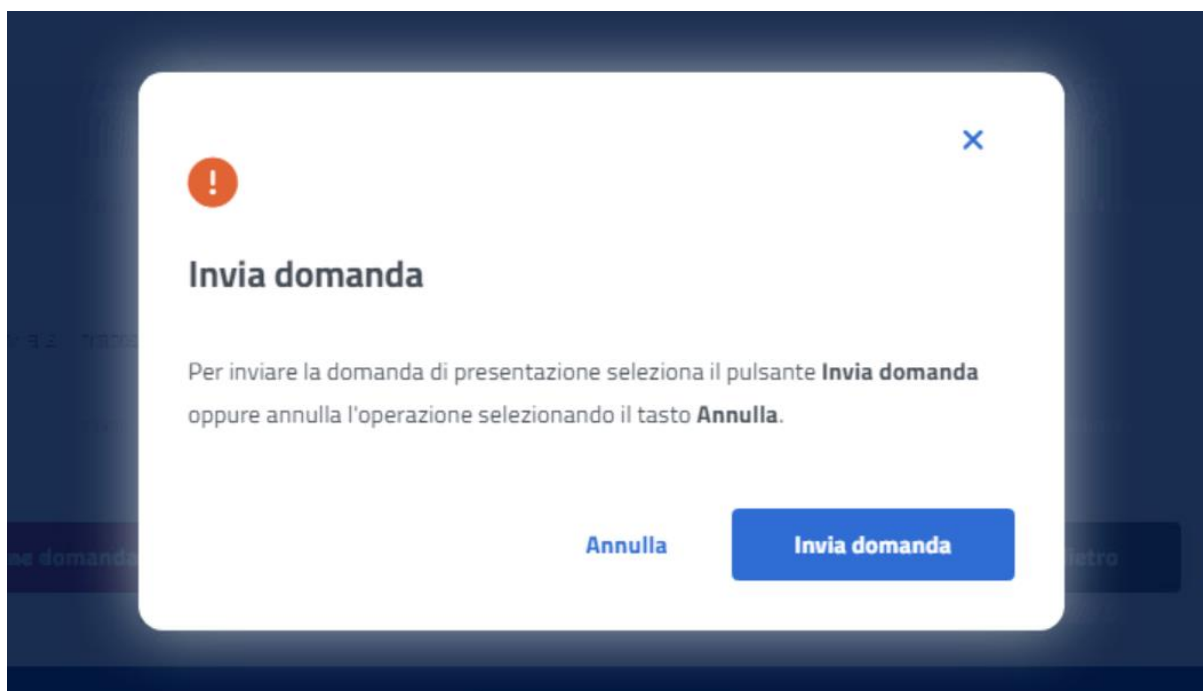 Invia domanda
Per inviare la domanda di presentazione seleziona il pulsante Invia domanda
oppure annulla l'operazione selezionando il tasto Annulla.
Annulla
Invia domanda
domanda